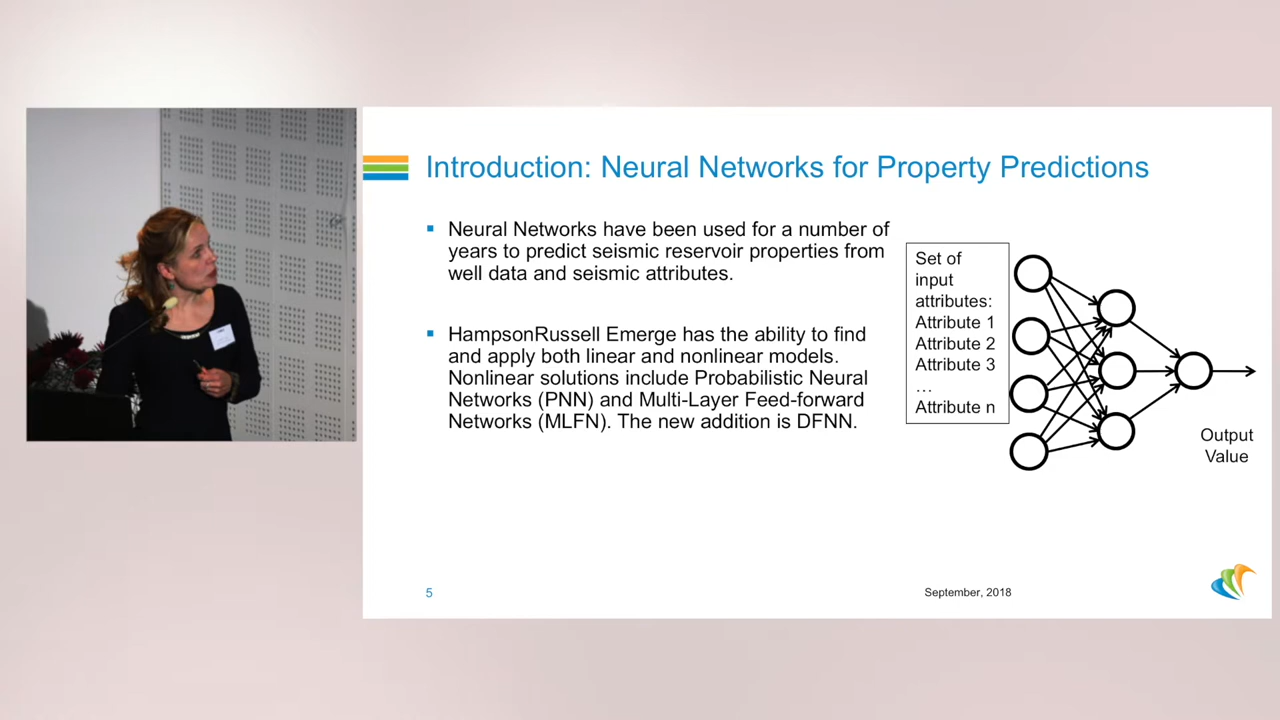 Introduction: Neural Networks for Property Predictions
Neural Networks have been used for a number of
years to predict seismic reservoir properties from
well data and seismic attributes.
HampsonRussell Emerge has the ability to find
and apply both linear and nonlinear models.
Nonlinear solutions include Probabilistic Neural
Networks (PNN) and Multi-Layer Feed-forward
Networks (MLFN). The new addition is DFNN.
Set of
input
attributes:
Attribute 1
Attribute 2
Attribute 3
...
Attribute n
Output
Value
5
September, 2018